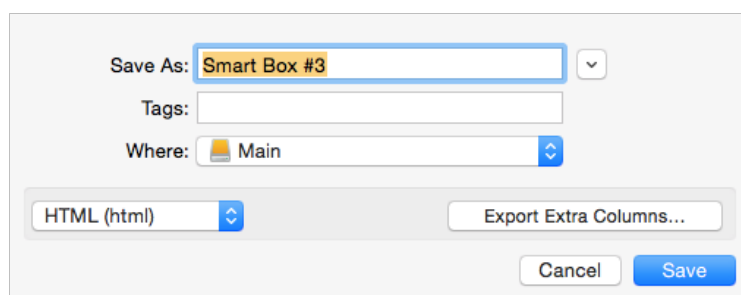 Save As: Smart Box #3
Tags:
Where: Main
HTML (html) Export Extra Columns...
Cancel Save